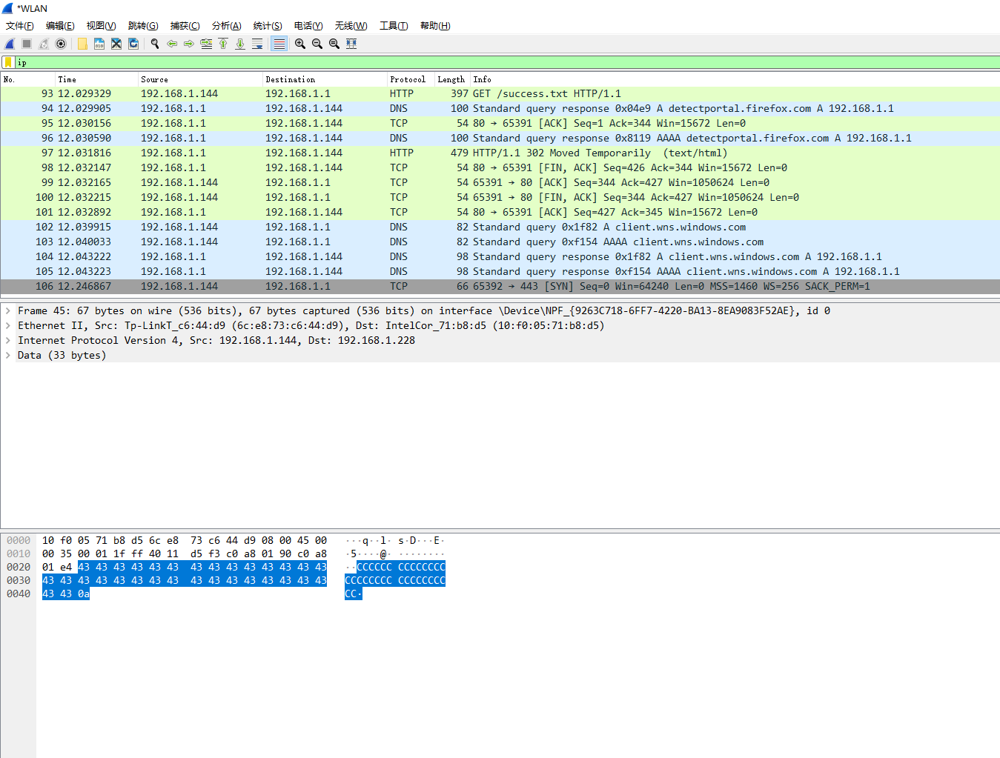 *WLAN
文件(F) 编辑(E) 视图(V) 跳转(G) 捕获(C) 分析(A) 统计(S) 电话(Y) 无线(W) 工具(T) 帮助(H)
ip
No. Time Source Destination Protocol Length Info
93 12.029329 192.168.1.144 192.168.1.1 HTTP 397 GET /success.txt HTTP/1.1
94 12.029905 192.168.1.1 192.168.1.144 DNS 100 Standard query response 0x04e9 A detectportal.firefox.com A 192.168.1.1
95 12.030156 192.168.1.1 192.168.1.144 TCP 54 80 → 65391 [ACK] Seq=1 Ack=344 Win=15672 Len=0
96 12.030590 192.168.1.1 192.168.1.144 DNS 100 Standard query response 0x8119 AAAA detectportal.firefox.com A 192.168.1.1
97 12.031816 192.168.1.1 192.168.1.144 HTTP 479 HTTP/1.1 302 Moved Temporarily  (text/html)
98 12.032147 192.168.1.1 192.168.1.144 TCP 54 80 → 65391 [FIN, ACK] Seq=426 Ack=344 Win=15672 Len=0
99 12.032165 192.168.1.144 192.168.1.1 TCP 54 65391 → 80 [ACK] Seq=344 Ack=427 Win=1050624 Len=0
100 12.032215 192.168.1.144 192.168.1.1 TCP 54 65391 → 80 [FIN, ACK] Seq=344 Ack=427 Win=1050624 Len=0
101 12.032892 192.168.1.1 192.168.1.144 TCP 54 80 → 65391 [ACK] Seq=427 Ack=345 Win=15672 Len=0
102 12.039915 192.168.1.144 192.168.1.1 DNS 82 Standard query 0x1f82 A client.wns.windows.com
103 12.040033 192.168.1.144 192.168.1.1 DNS 82 Standard query 0xf154 AAAA client.wns.windows.com
104 12.043222 192.168.1.1 192.168.1.144 DNS 98 Standard query response 0x1f82 A client.wns.windows.com A 192.168.1.1
105 12.043223 192.168.1.1 192.168.1.144 DNS 98 Standard query response 0xf154 AAAA client.wns.windows.com A 192.168.1.1
106 12.246867 192.168.1.144 192.168.1.1 TCP 66 65392 → 443 [SYN] Seq=0 Win=64240 Len=0 MSS=1460 WS=256 SACK_PERM=1
Frame 45: 67 bytes on wire (536 bits), 67 bytes captured (536 bits) on interface \Device\NPF_{9263C718-6FF7-4220-BA13-8EA9083F52AE}, id 0
Ethernet II, Src: Tp-LinkT_c6:44:d9 (6c:e8:73:c6:44:d9), Dst: IntelCor_71:b8:d5 (10:f0:05:71:b8:d5)
Internet Protocol Version 4, Src: 192.168.1.144, Dst: 192.168.1.228
Data (33 bytes)
0000 10 f0 05 71 b8 d5 6c e8 73 c6 44 d9 08 00 45 00 ···q··l· s·D···E·
0010 00 35 00 01 1f ff 40 11 d5 f3 c0 a8 01 90 c0 a8 ·5····@· ········
0020 01 e4 43 43 43 43 43 43 43 43 43 43 43 43 43 43 ··CCCCCC CCCCCCCC
0030 43 43 43 43 43 43 43 43 43 43 43 43 43 43 43 43 CCCCCCCC CCCCCCCC
0040 43 43 0a CC·